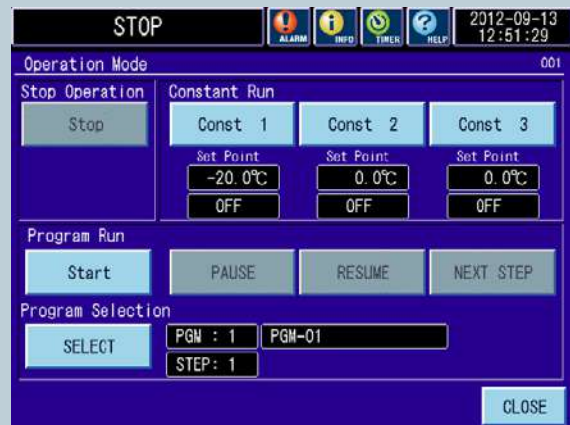 STOP ALARM INFO TIMER HELP 2012-09-13
12:51:29
Operation Mode 001
Stop Operation Constant Run
Stop Const 1 Const 2 Const 3
Set Point Set Point Set Point
-20.0℃ 0.0℃ 0.0℃
OFF OFF OFF
Program Run
Start PAUSE RESUME NEXT STEP
Program Selection
SELECT PGM : 1 PGM-01
STEP: 1
CLOSE